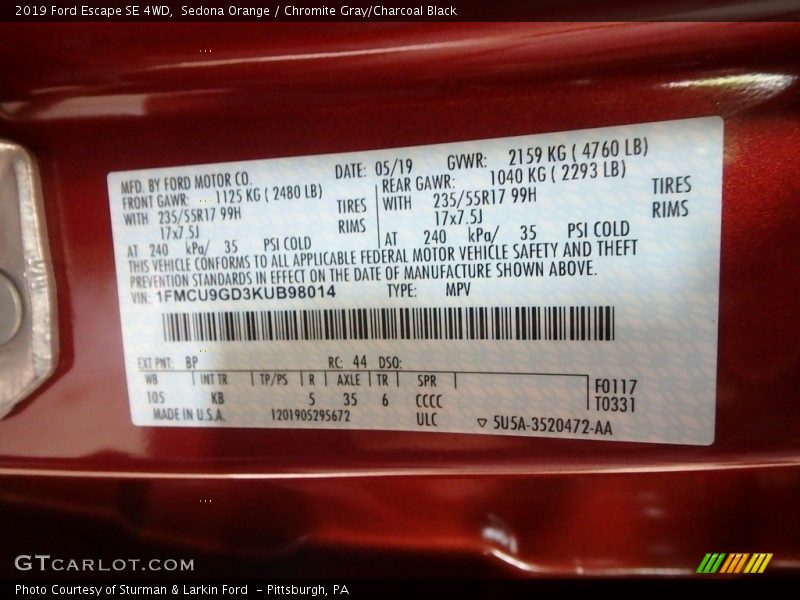 2019 Ford Escape SE 4WD, Sedona Orange / Chromite Gray/Charcoal Black
MFD. BY FORD MOTOR CO.
DATE: 05/19
GVWR: 2159 KG ( 4760 LB)
FRONT GAWR: 1125 KG ( 2480 LB)
WITH 235/55R17 99H TIRES
17x7.5J RIMS
AT 240 kPa/ 35 PSI COLD
REAR GAWR: 1040 KG ( 2293 LB)
WITH 235/55R17 99H TIRES
17x7.5J RIMS
AT 240 kPa/ 35 PSI COLD
THIS VEHICLE CONFORMS TO ALL APPLICABLE FEDERAL MOTOR VEHICLE SAFETY AND THEFT
PREVENTION STANDARDS IN EFFECT ON THE DATE OF MANUFACTURE SHOWN ABOVE.
VIN: 1FMCU9GD3KUB98014 TYPE: MPV
EXT PNT: BP RC: 44 DSO:
WB INT TR TP/PS R AXLE TR SPR
105 KB 5 35 6 CCCC
F0117
T0331
MADE IN U.S.A. 1201905295672 ULC ▽ 5U5A-3520472-AA
GTCARLOT.COM
Photo Courtesy of Sturman & Larkin Ford - Pittsburgh, PA